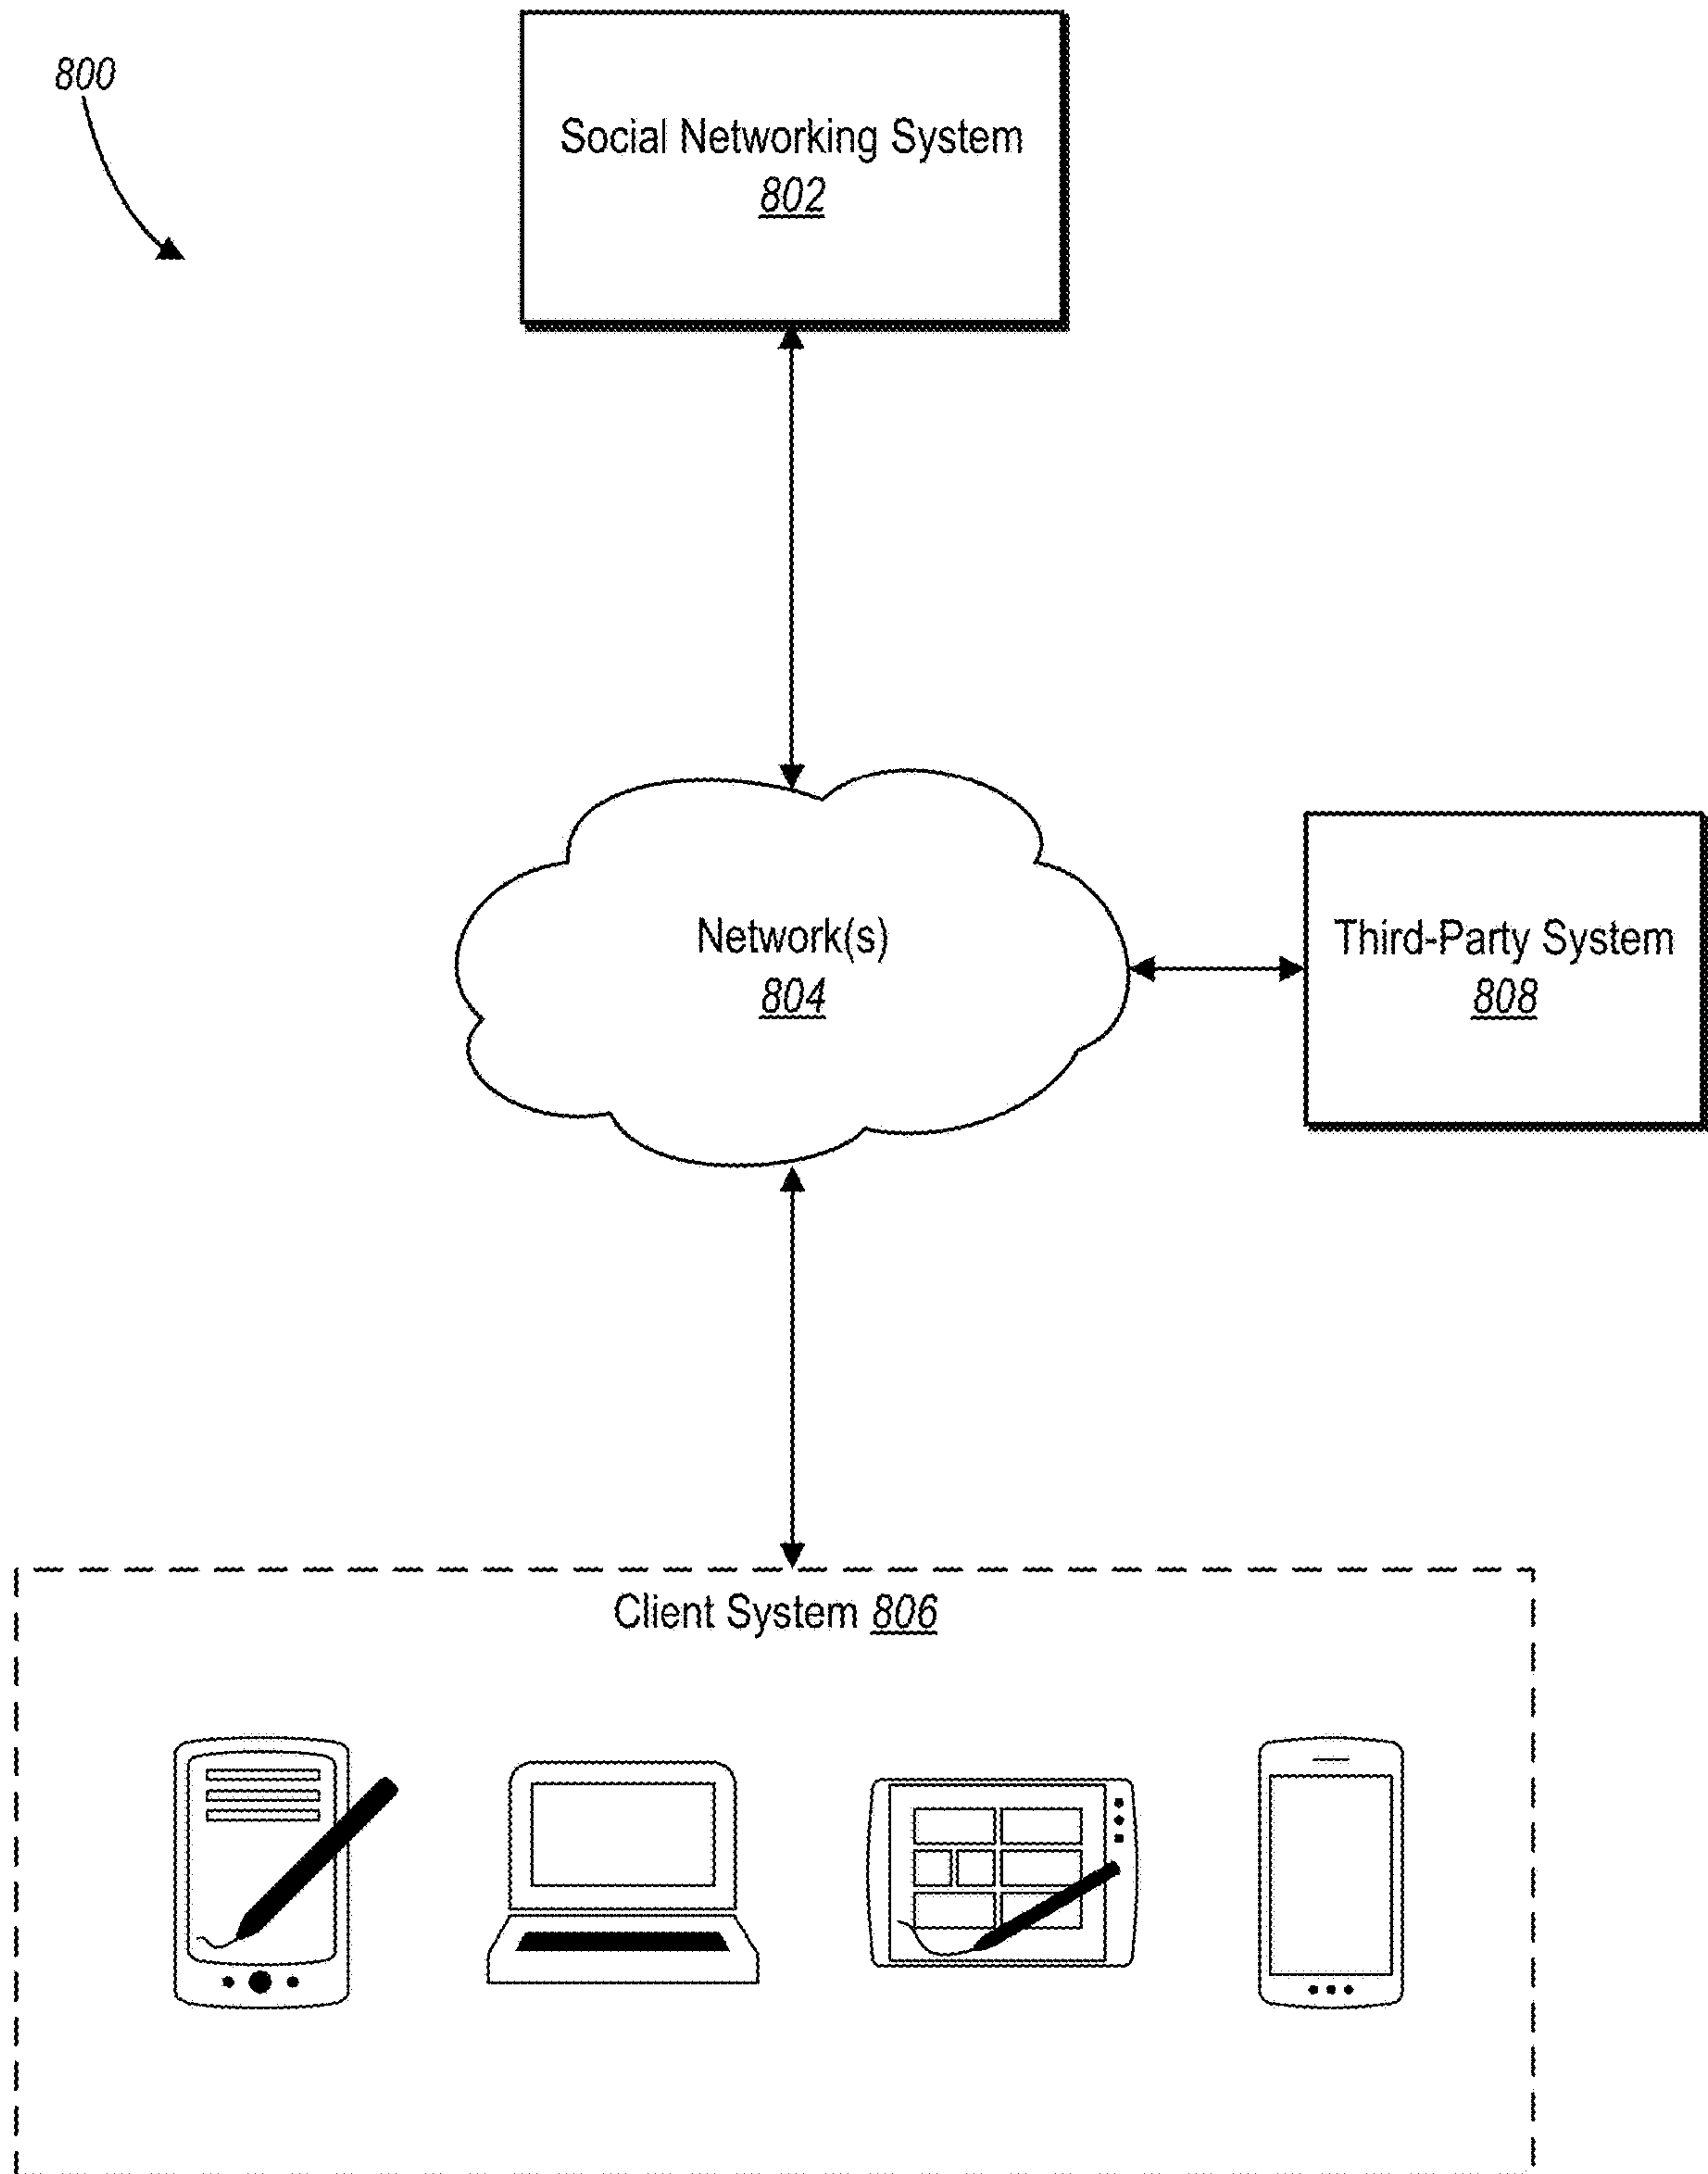 800
Social Networking System
802
Network(s)
804
Third-Party System
808
Client System 806